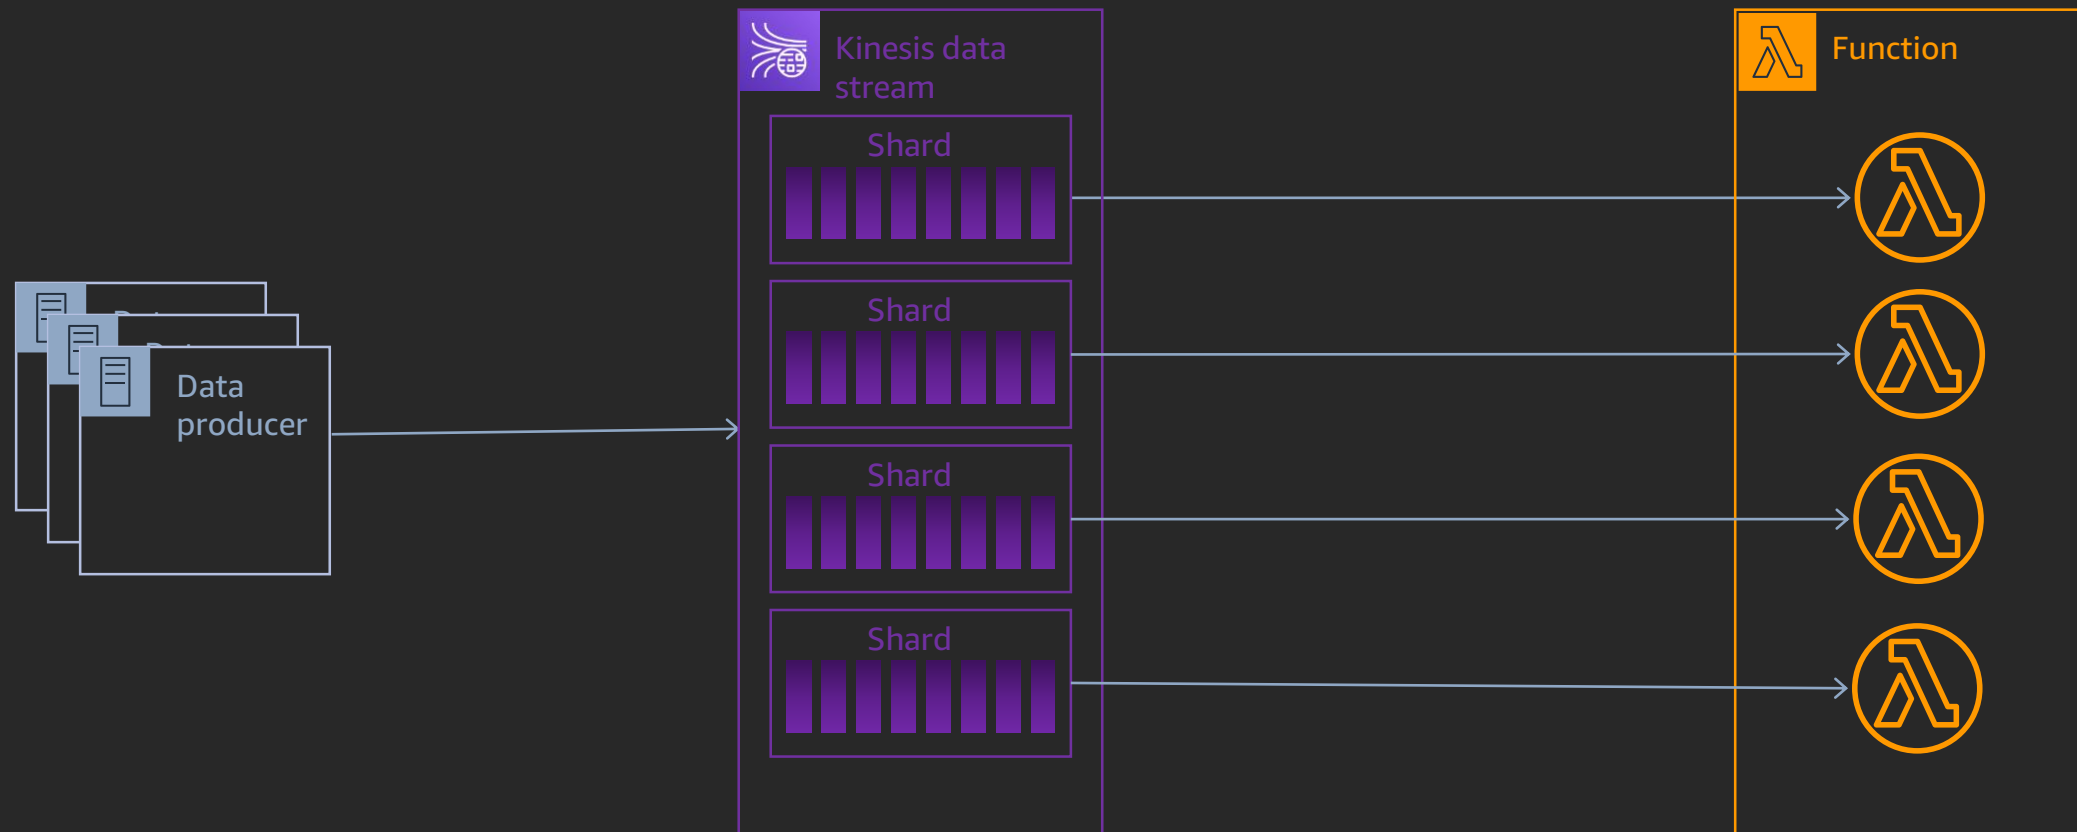 Kinesis data
stream
Function
Shard
Shard
Data
producer
Shard
Shard